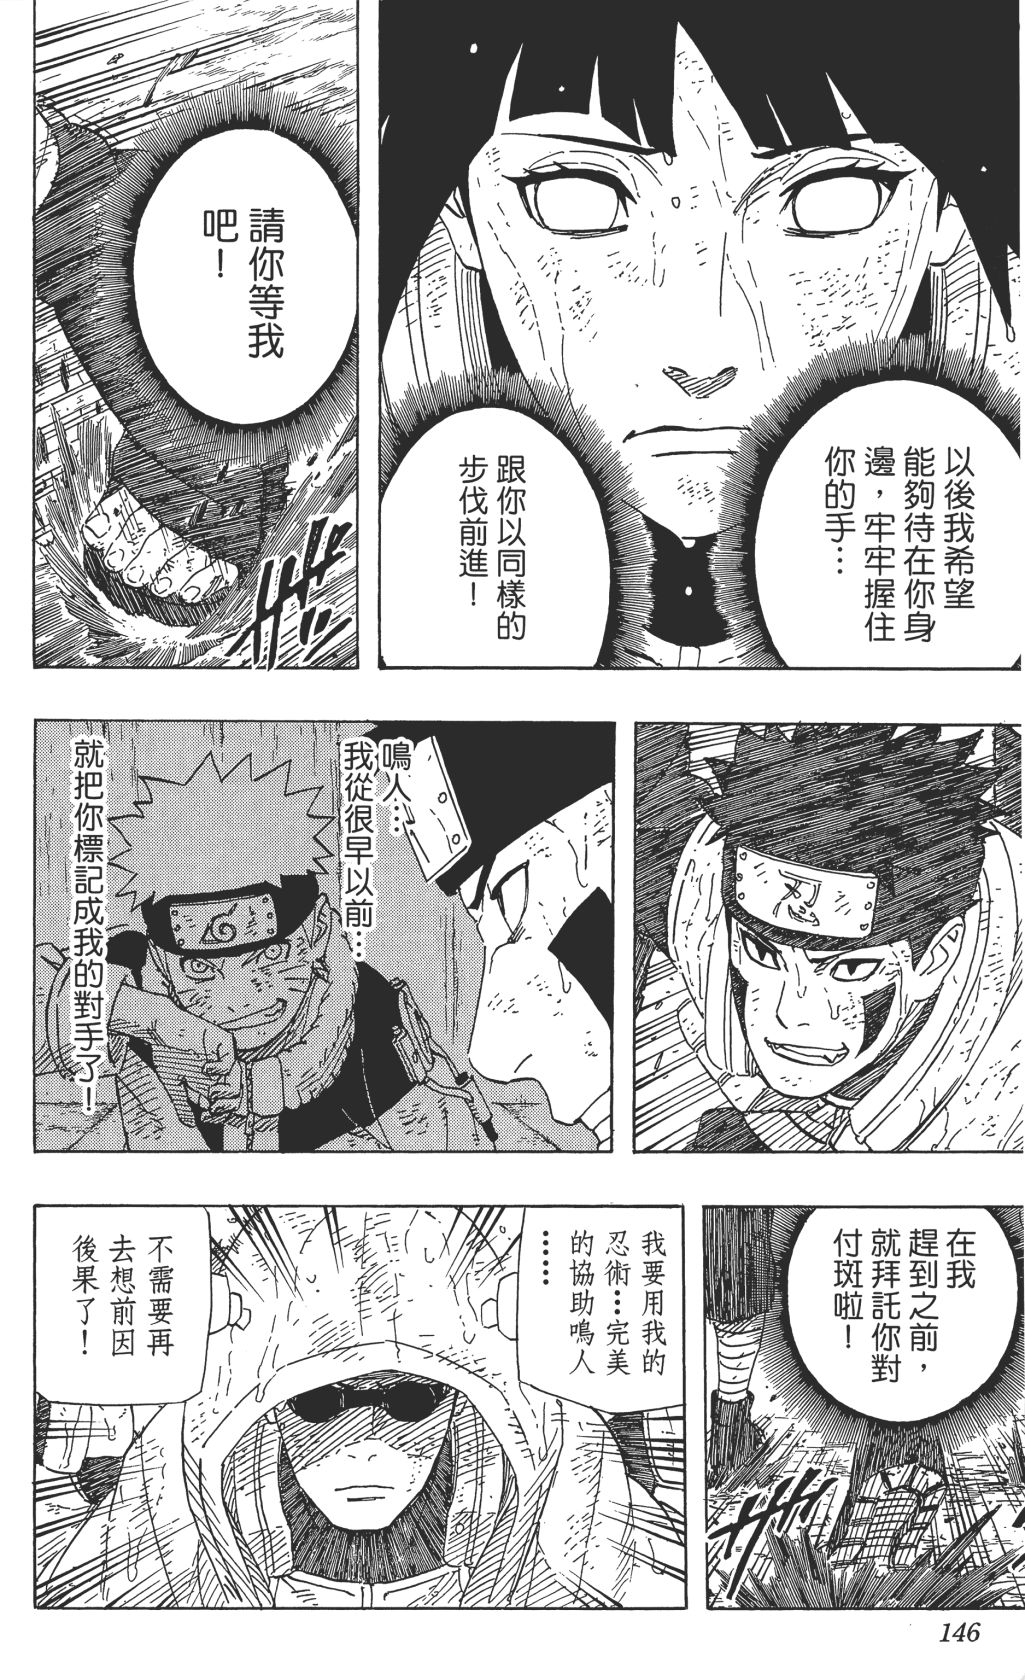 以後我希望
能夠待在你身
邊，牢牢握住
你的手…
跟你以同樣的
步伐前進！
請你等我
吧！
鳴人…
我從很早以前…
就把你標記成我的對手了！
在我
趕到之前，
就拜託你對
付斑啦！
我要用我的
忍術…完美
的協助鳴人
……
不需要再
去想前因
後果了！
146